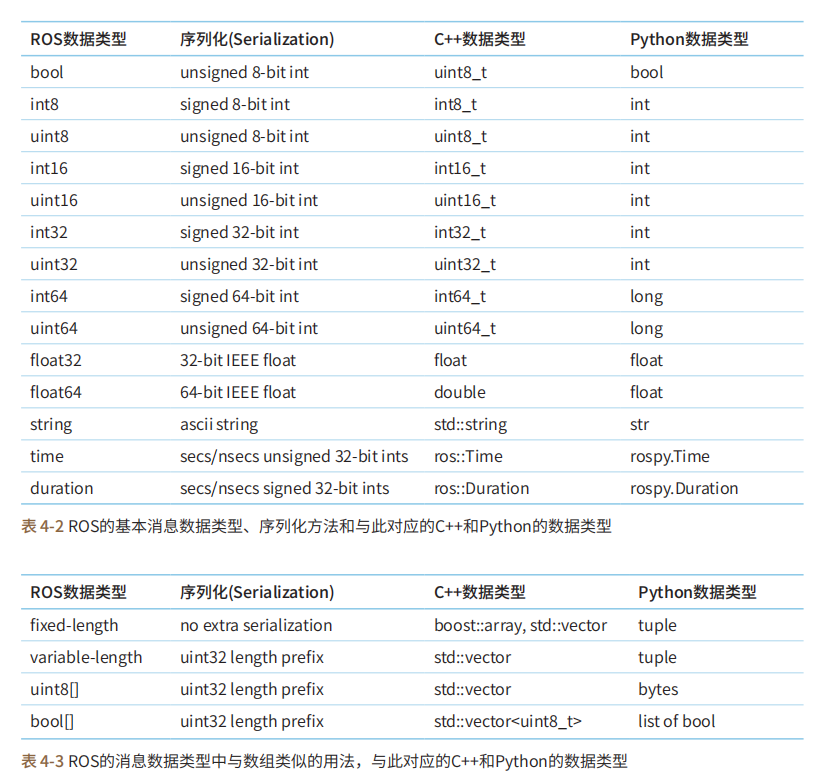 ROS数据类型 序列化(Serialization) C++数据类型 Python数据类型
bool unsigned 8-bit int uint8_t bool
int8 signed 8-bit int int8_t int
uint8 unsigned 8-bit int uint8_t int
int16 signed 16-bit int int16_t int
uint16 unsigned 16-bit int uint16_t int
int32 signed 32-bit int int32_t int
uint32 unsigned 32-bit int uint32_t int
int64 signed 64-bit int int64_t long
uint64 unsigned 64-bit int uint64_t long
float32 32-bit IEEE float float float
float64 64-bit IEEE float double float
string ascii string std::string str
time secs/nsecs unsigned 32-bit ints ros::Time rospy.Time
duration secs/nsecs signed 32-bit ints ros::Duration rospy.Duration
表 4-2 ROS的基本消息数据类型、序列化方法和与此对应的C++和Python的数据类型
ROS数据类型 序列化(Serialization) C++数据类型 Python数据类型
fixed-length no extra serialization boost::array, std::vector tuple
variable-length uint32 length prefix std::vector tuple
uint8[] uint32 length prefix std::vector bytes
bool[] uint32 length prefix std::vector<uint8_t> list of bool
表 4-3 ROS的消息数据类型中与数组类似的用法，与此对应的C++和Python的数据类型